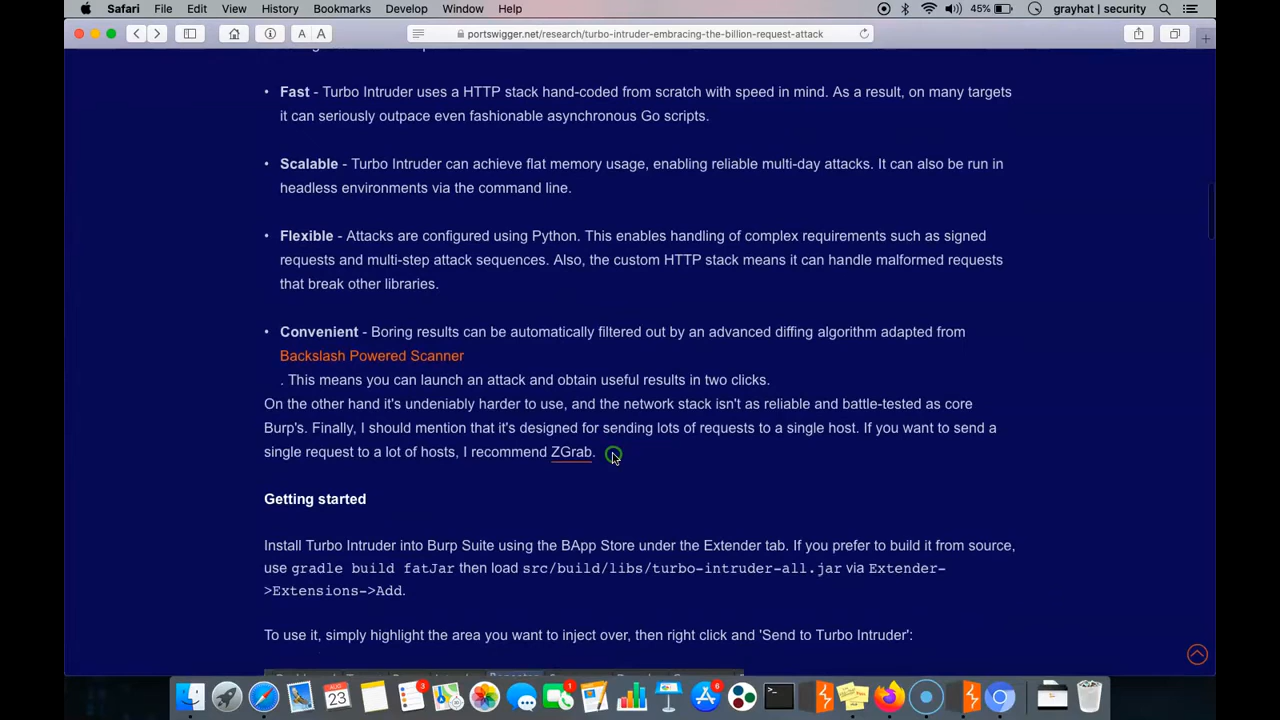 Safari File Edit View History Bookmarks Develop Window Help 45% grayhat | security
A A portswigger.net/research/turbo-intruder-embracing-the-billion-request-attack
• Fast - Turbo Intruder uses a HTTP stack hand-coded from scratch with speed in mind. As a result, on many targets
it can seriously outpace even fashionable asynchronous Go scripts.
• Scalable - Turbo Intruder can achieve flat memory usage, enabling reliable multi-day attacks. It can also be run in
headless environments via the command line.
• Flexible - Attacks are configured using Python. This enables handling of complex requirements such as signed
requests and multi-step attack sequences. Also, the custom HTTP stack means it can handle malformed requests
that break other libraries.
• Convenient - Boring results can be automatically filtered out by an advanced diffing algorithm adapted from
Backslash Powered Scanner
. This means you can launch an attack and obtain useful results in two clicks.
On the other hand it's undeniably harder to use, and the network stack isn't as reliable and battle-tested as core
Burp's. Finally, I should mention that it's designed for sending lots of requests to a single host. If you want to send a
single request to a lot of hosts, I recommend ZGrab.
Getting started
Install Turbo Intruder into Burp Suite using the BApp Store under the Extender tab. If you prefer to build it from source,
use gradle build fatJar then load src/build/libs/turbo-intruder-all.jar via Extender-
>Extensions->Add.
To use it, simply highlight the area you want to inject over, then right click and 'Send to Turbo Intruder':
AUG
23
3
1
6